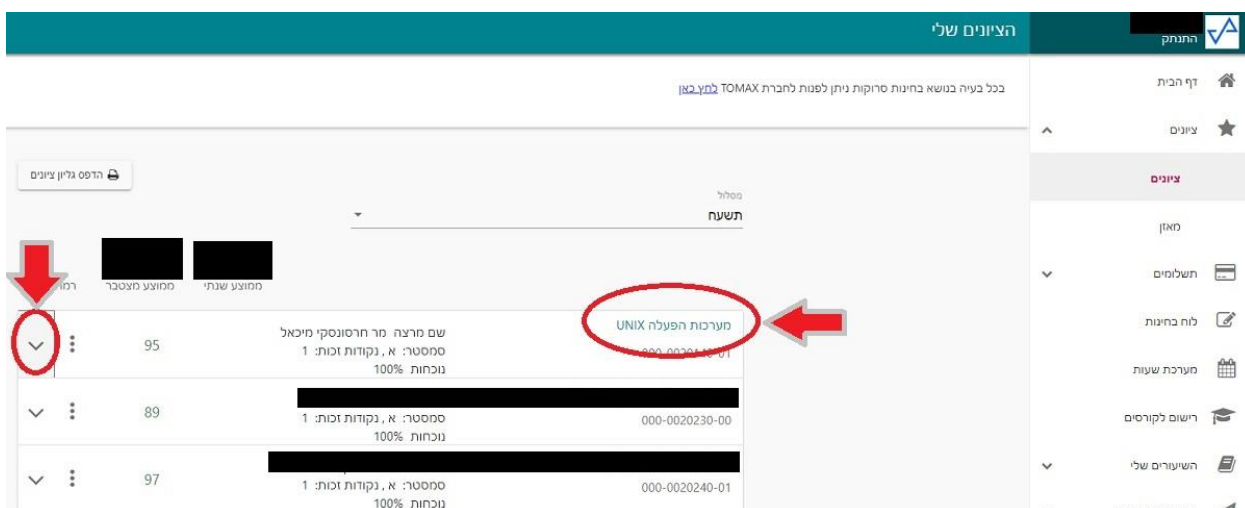 התנתק
הציונים שלי
דף הבית
ציונים
ציונים
מאזן
תשלומים
לוח בחינות
מערכת שעות
רישום לקורסים
השיעורים שלי
בכל בעיה בנושא בחינות סרוקות ניתן לפנות לחברת TOMAX לחץ כאן
הדפס גליון ציונים
מסלול
תשעח
ממוצע שנתי
ממוצע מצטבר
מערכות הפעלה UNIX
שם מרצה מר חרסונסקי מיכאל
סמסטר: א , נקודות זכות: 1
נוכחות 100%
95
000-0020230-00
סמסטר: א , נקודות זכות: 1
נוכחות 100%
89
000-0020240-01
סמסטר: א , נקודות זכות: 1
נוכחות 100%
97